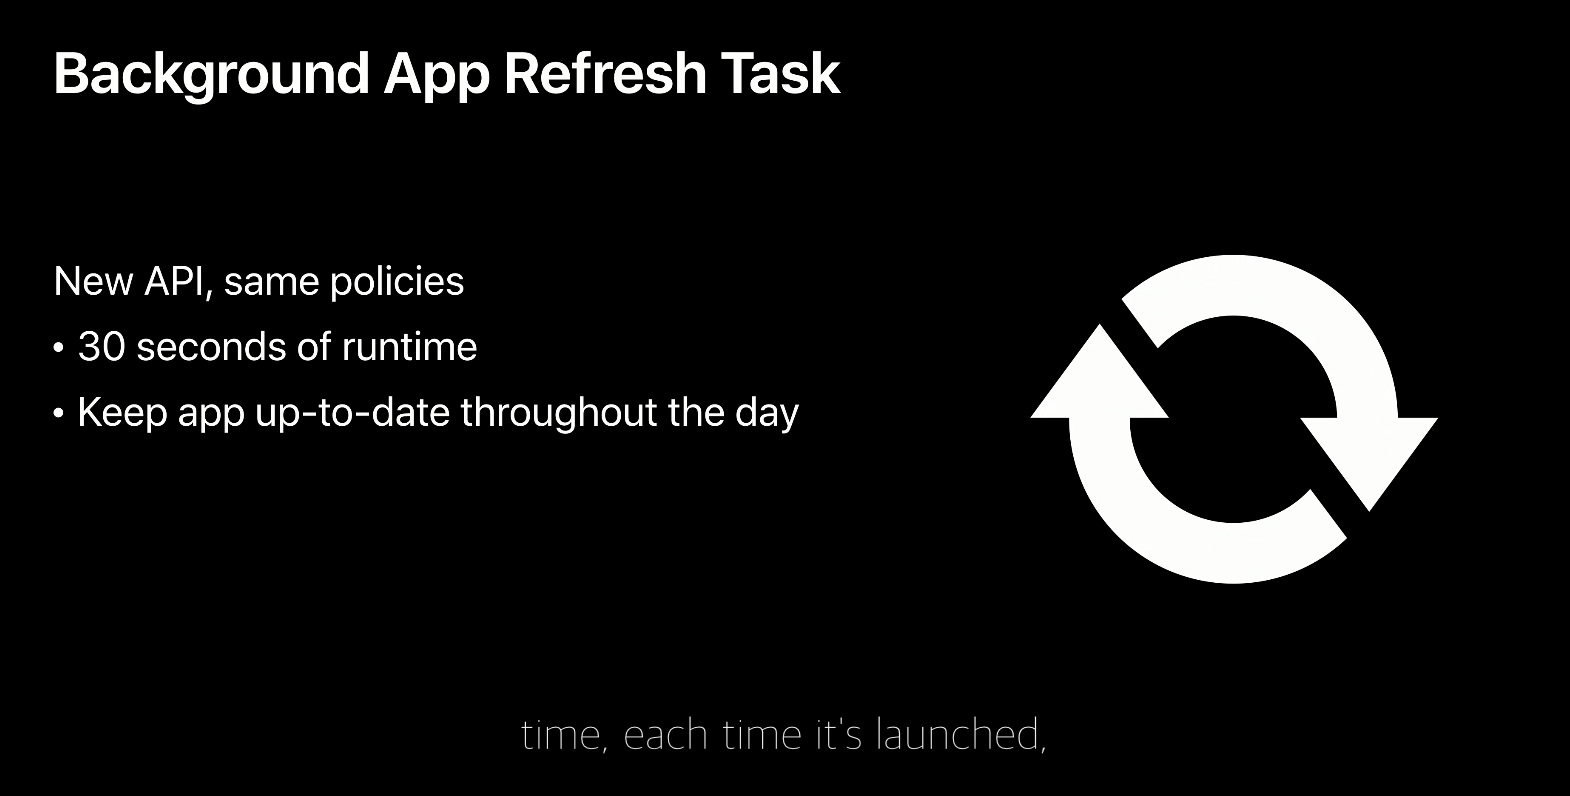 Background App Refresh Task
New API, same policies
• 30 seconds of runtime
• Keep app up-to-date throughout the day
time, each time it's launched,